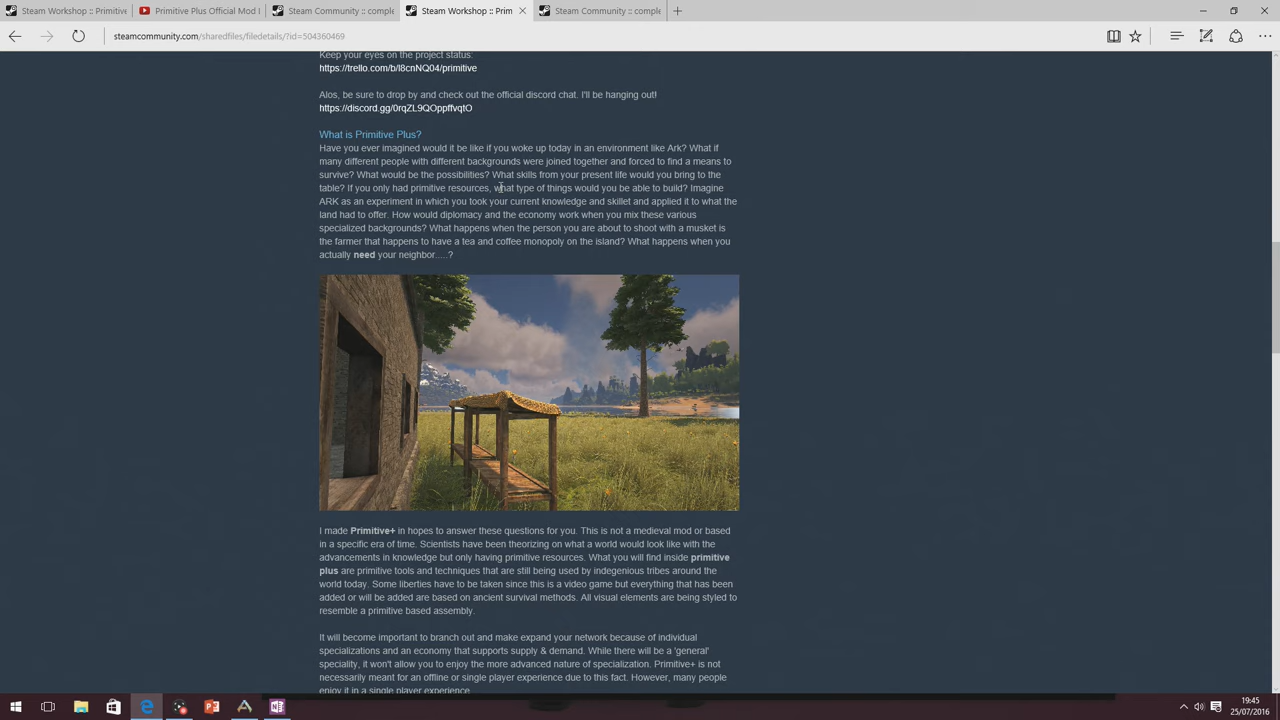 Steam Workshop :: Primitive
Primitive Plus Official Mod I
Steam Community :: complet
Steam Workshop :: Prim
Steam Community :: comple
steamcommunity.com/sharedfiles/filedetails/?id=504360469
Keep your eyes on the project status:
https://trello.com/b/l8cnNQ04/primitive
Alos, be sure to drop by and check out the official discord chat. I'll be hanging out!
https://discord.gg/0rqZL9QOppffvqtO
What is Primitive Plus?
Have you ever imagined would it be like if you woke up today in an environment like Ark? What if
many different people with different backgrounds were joined together and forced to find a means to
survive? What would be the possibilities? What skills from your present life would you bring to the
table? If you only had primitive resources, what type of things would you be able to build? Imagine
ARK as an experiment in which you took your current knowledge and skillet and applied it to what the
land had to offer. How would diplomacy and the economy work when you mix these various
specialized backgrounds? What happens when the person you are about to shoot with a musket is
the farmer that happens to have a tea and coffee monopoly on the island? What happens when you
actually need your neighbor.....?
I made Primitive+ in hopes to answer these questions for you. This is not a medieval mod or based
in a specific era of time. Scientists have been theorizing on what a world would look like with the
advancements in knowledge but only having primitive resources. What you will find inside primitive
plus are primitive tools and techniques that are still being used by indegenious tribes around the
world today. Some liberties have to be taken since this is a video game but everything that has been
added or will be added are based on ancient survival methods. All visual elements are being styled to
resemble a primitive based assembly.
It will become important to branch out and make expand your network because of individual
specializations and an economy that supports supply & demand. While there will be a 'general'
speciality, it won't allow you to enjoy the more advanced nature of specialization. Primitive+ is not
necessarily meant for an offline or single player experience due to this fact. However, many people
enjoy it in a single player experience.
19:45
25/07/2016